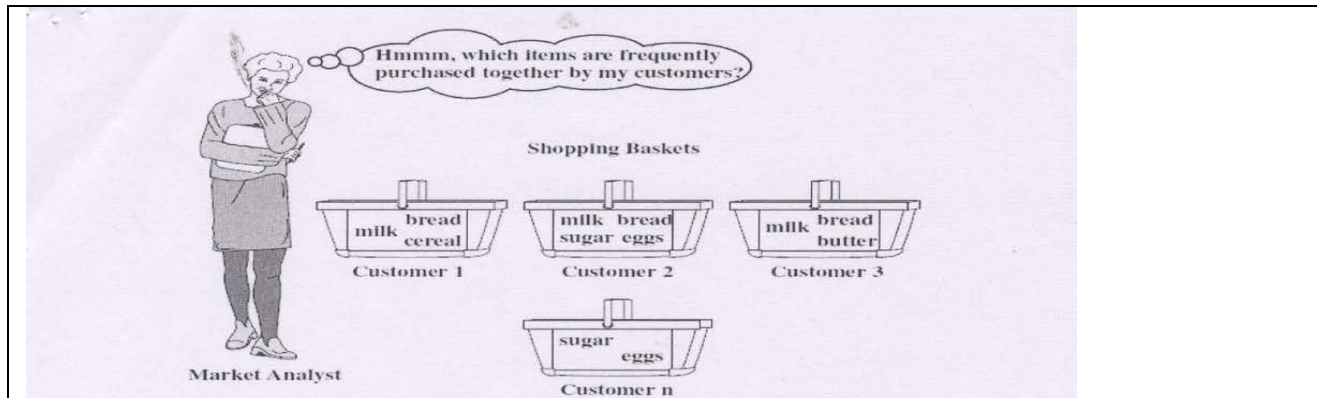 Hmmm, which items are frequently
purchased together by my customers?
Shopping Baskets
milk bread
cereal
Customer 1
milk bread
sugar eggs
Customer 2
milk bread
butter
Customer 3
sugar
eggs
Customer n
Market Analyst